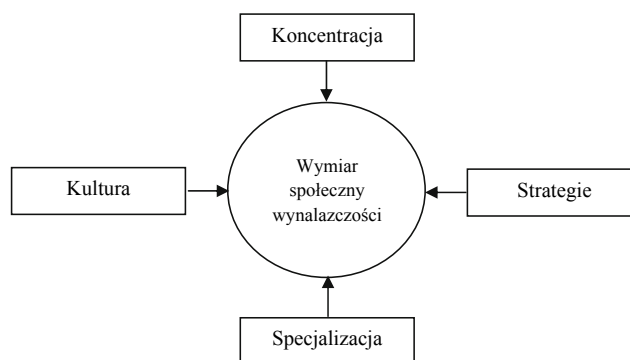 Koncentracja
Kultura
Wymiar
społeczny
wynalazczości
Strategie
Specjalizacja